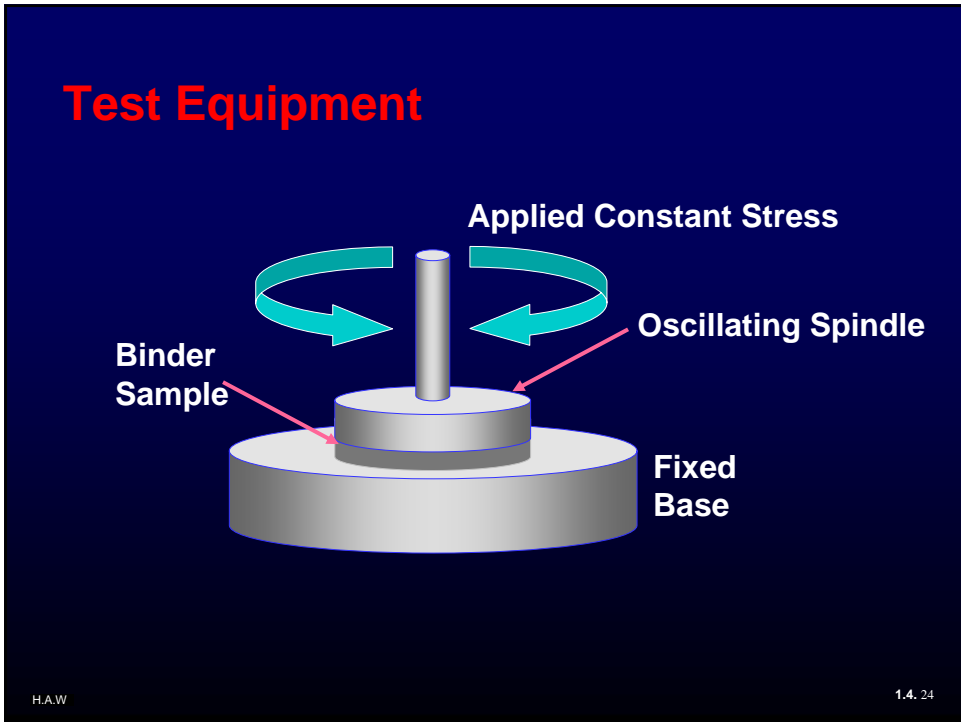 Test Equipment
Applied Constant Stress
Oscillating Spindle
Binder
Sample
Fixed
Base
H.A.W
1.4. 24